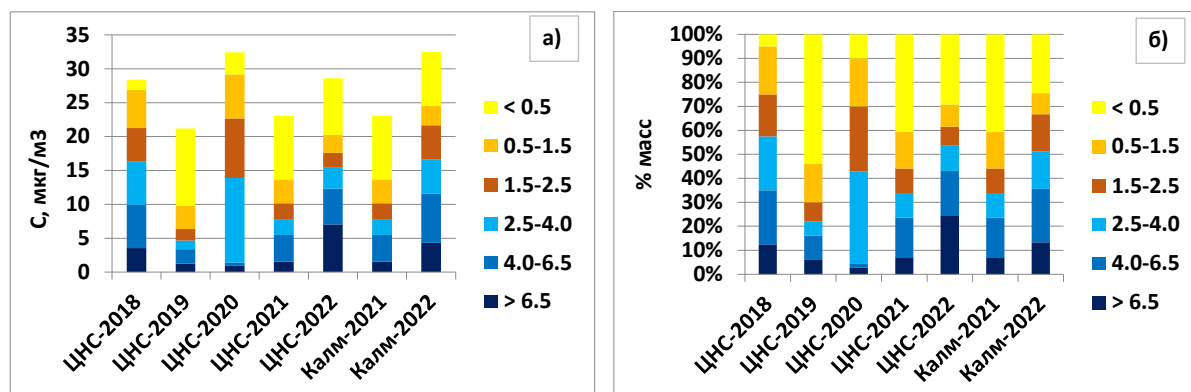 а)
С, мкг/м3
35
30
25
20
15
10
5
0
ЦНС-2018
ЦНС-2019
ЦНС-2020
ЦНС-2021
ЦНС-2022
Калм-2021
Калм-2022
< 0.5
0.5-1.5
1.5-2.5
2.5-4.0
4.0-6.5
> 6.5
б)
% масс
100%
90%
80%
70%
60%
50%
40%
30%
20%
10%
0%
ЦНС-2018
ЦНС-2019
ЦНС-2020
ЦНС-2021
ЦНС-2022
Калм-2021
Калм-2022
< 0.5
0.5-1.5
1.5-2.5
2.5-4.0
4.0-6.5
> 6.5